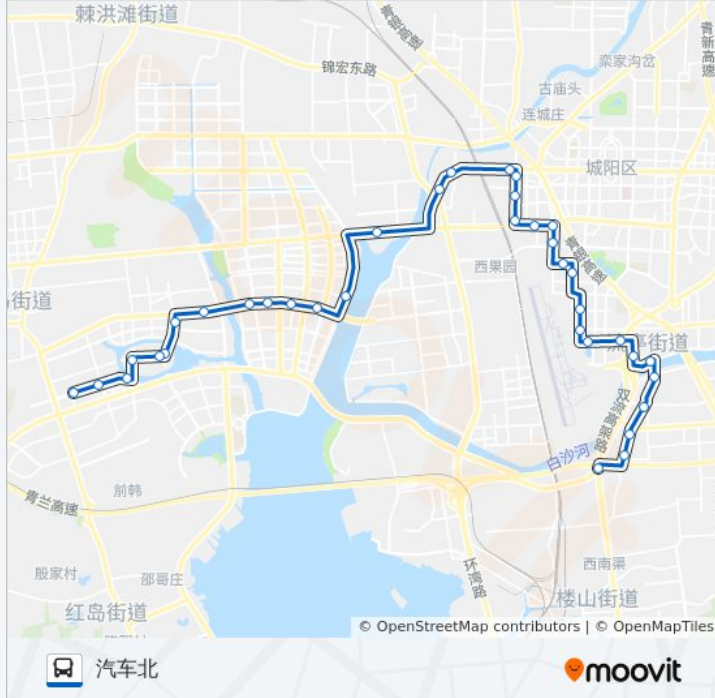 棘洪滩街道
青银高速
青新高速
锦宏东路
栾家沟岔
古庙头
连城庄
城阳区
西果园
青银高速
街道
街道
双流高架路
白沙河
前韩
青兰高速
殷家村
邵哥庄
环湾路
西南渠
楼山街道
红岛街道
© OpenStreetMap contributors | © OpenMapTiles
汽车北
moovit